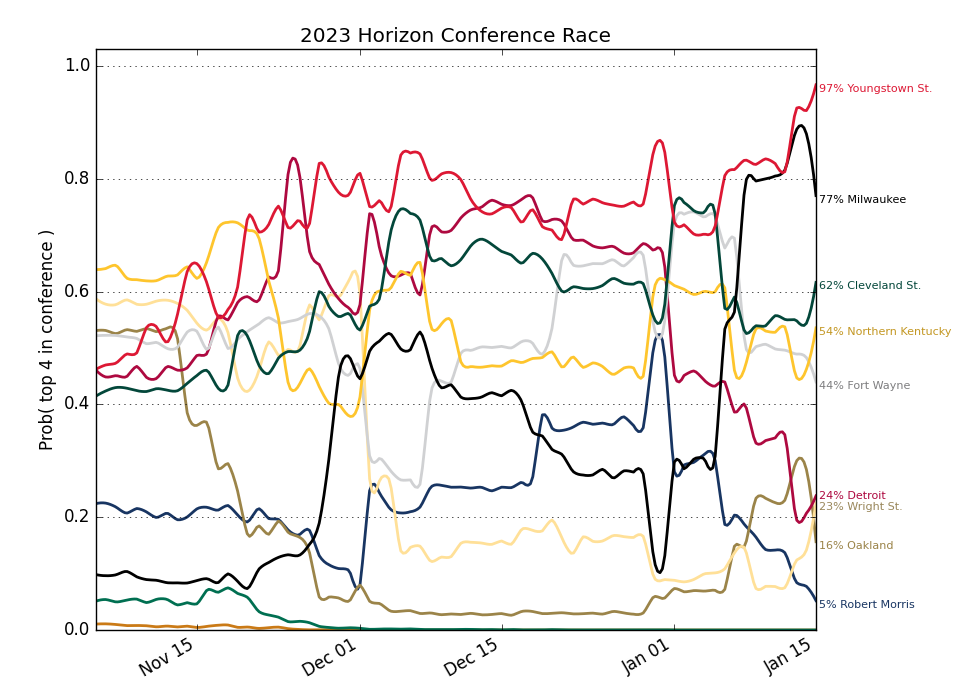 2023 Horizon Conference Race
Prob( top 4 in conference )
1.0
0.8
0.6
0.4
0.2
0.0
Nov 15
Dec 01
Dec 15
Jan 01
Jan 15
97% Youngstown St.
77% Milwaukee
62% Cleveland St.
54% Northern Kentucky
44% Fort Wayne
24% Detroit
23% Wright St.
16% Oakland
5% Robert Morris